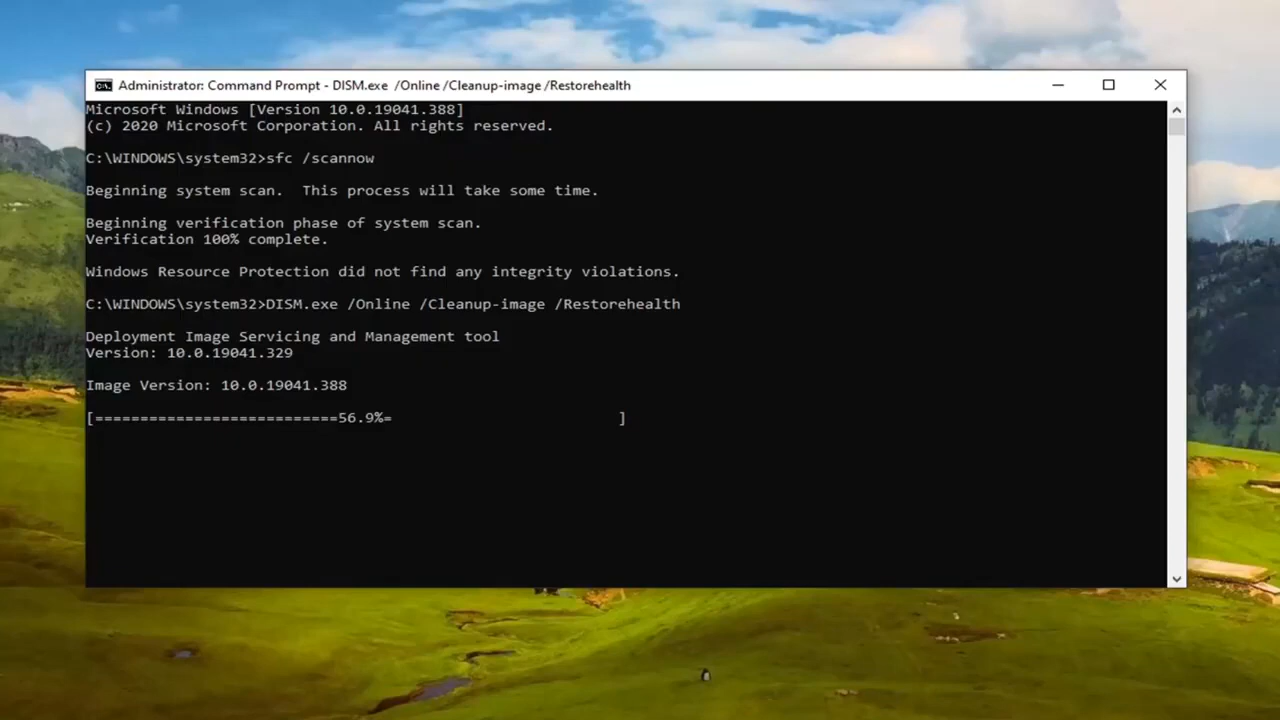 Administrator: Command Prompt - DISM.exe  /Online /Cleanup-image /Restorehealth
Microsoft Windows [Version 10.0.19041.388]
(c) 2020 Microsoft Corporation. All rights reserved.
C:\WINDOWS\system32>sfc /scannow
Beginning system scan.  This process will take some time.
Beginning verification phase of system scan.
Verification 100% complete.
Windows Resource Protection did not find any integrity violations.
C:\WINDOWS\system32>DISM.exe /Online /Cleanup-image /Restorehealth
Deployment Image Servicing and Management tool
Version: 10.0.19041.329
Image Version: 10.0.19041.388
[===========================56.9%=                          ]